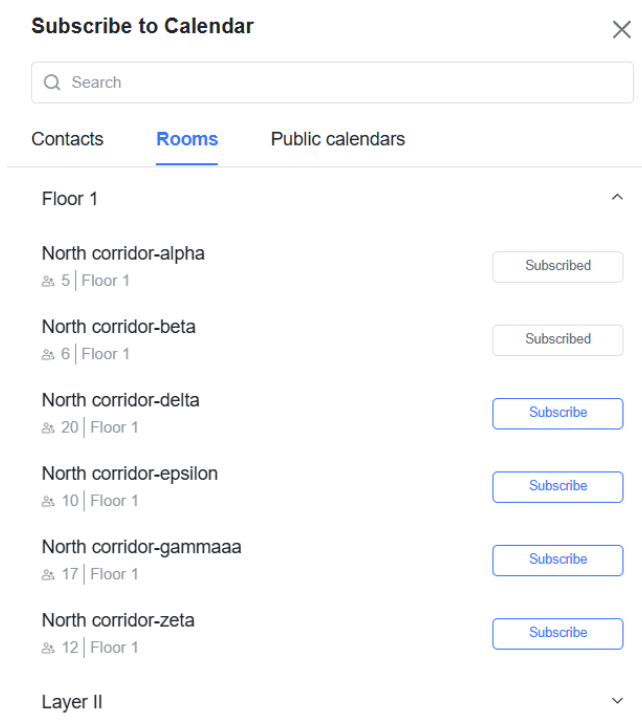 Subscribe to Calendar
Search
Contacts Rooms Public calendars
Floor 1
North corridor-alpha
5 | Floor 1
Subscribed
North corridor-beta
6 | Floor 1
Subscribed
North corridor-delta
20 | Floor 1
Subscribe
North corridor-epsilon
10 | Floor 1
Subscribe
North corridor-gammaaa
17 | Floor 1
Subscribe
North corridor-zeta
12 | Floor 1
Subscribe
Layer II